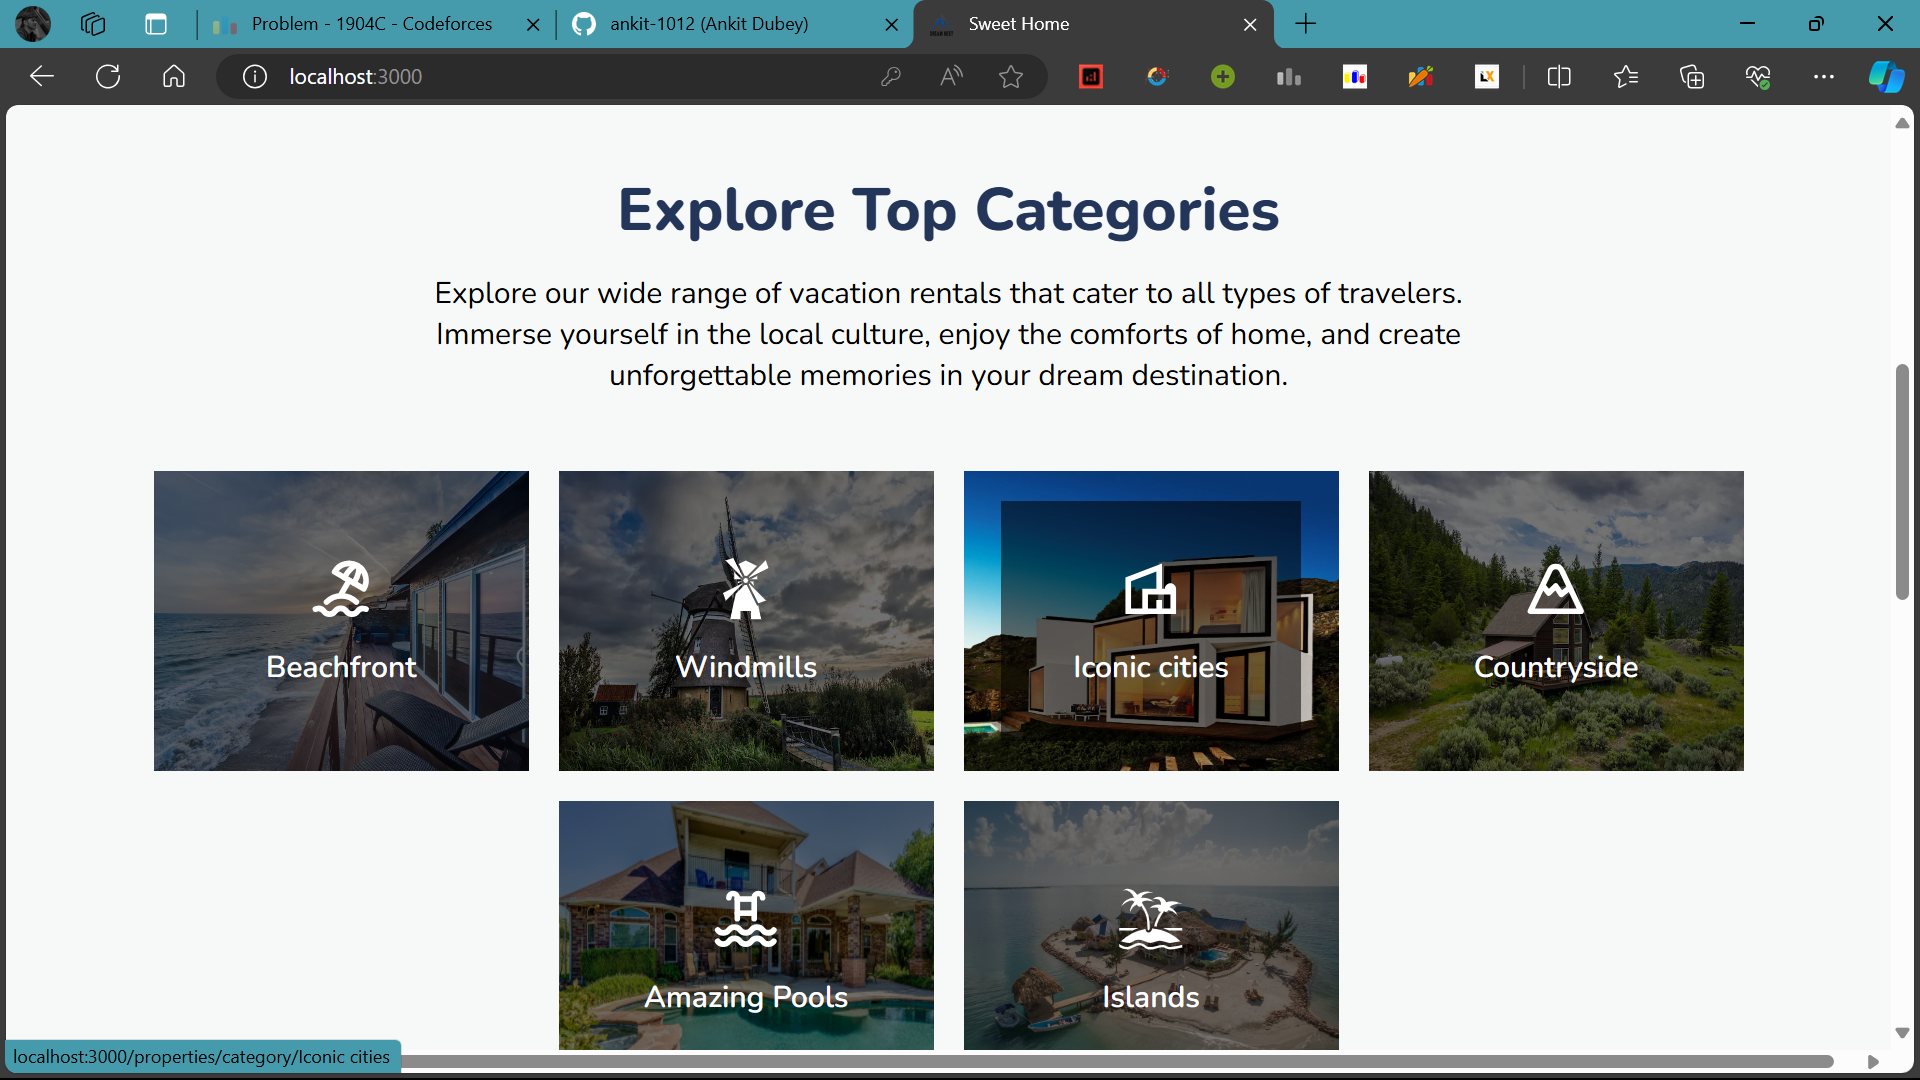 Problem - 1904C - Codeforces
ankit-1012 (Ankit Dubey)
Sweet Home
localhost:3000
Explore Top Categories
Explore our wide range of vacation rentals that cater to all types of travelers.
Immerse yourself in the local culture, enjoy the comforts of home, and create
unforgettable memories in your dream destination.
Beachfront
Windmills
Iconic cities
Countryside
Amazing Pools
Islands
localhost:3000/properties/category/Iconic cities